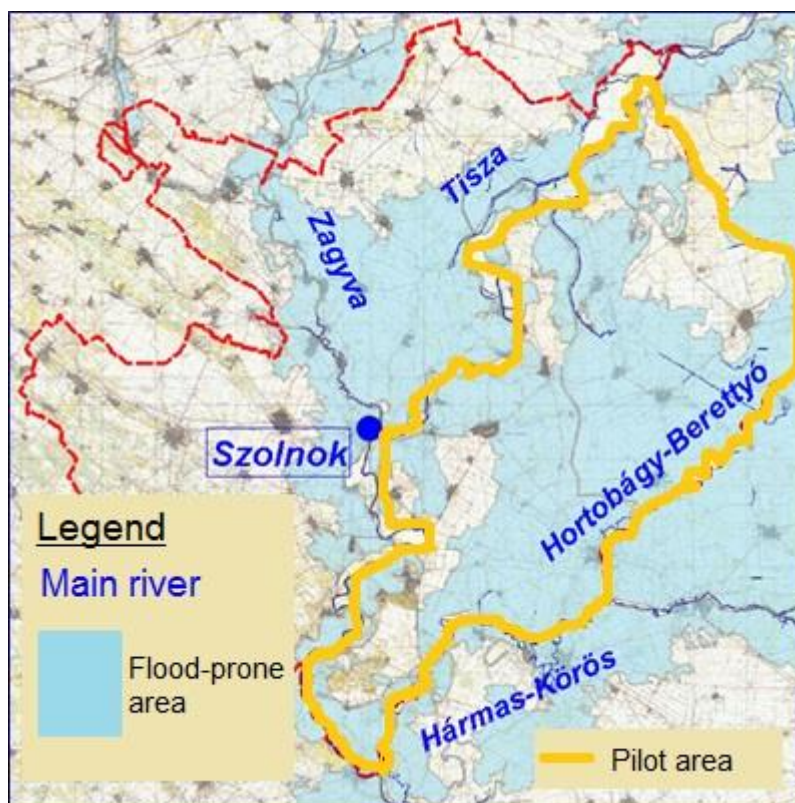 Tisza
Zagyva
Szolnok
Hortobágy-Berettyó
Hármas-Körös
Legend
Main river
Flood-prone
area
Pilot area